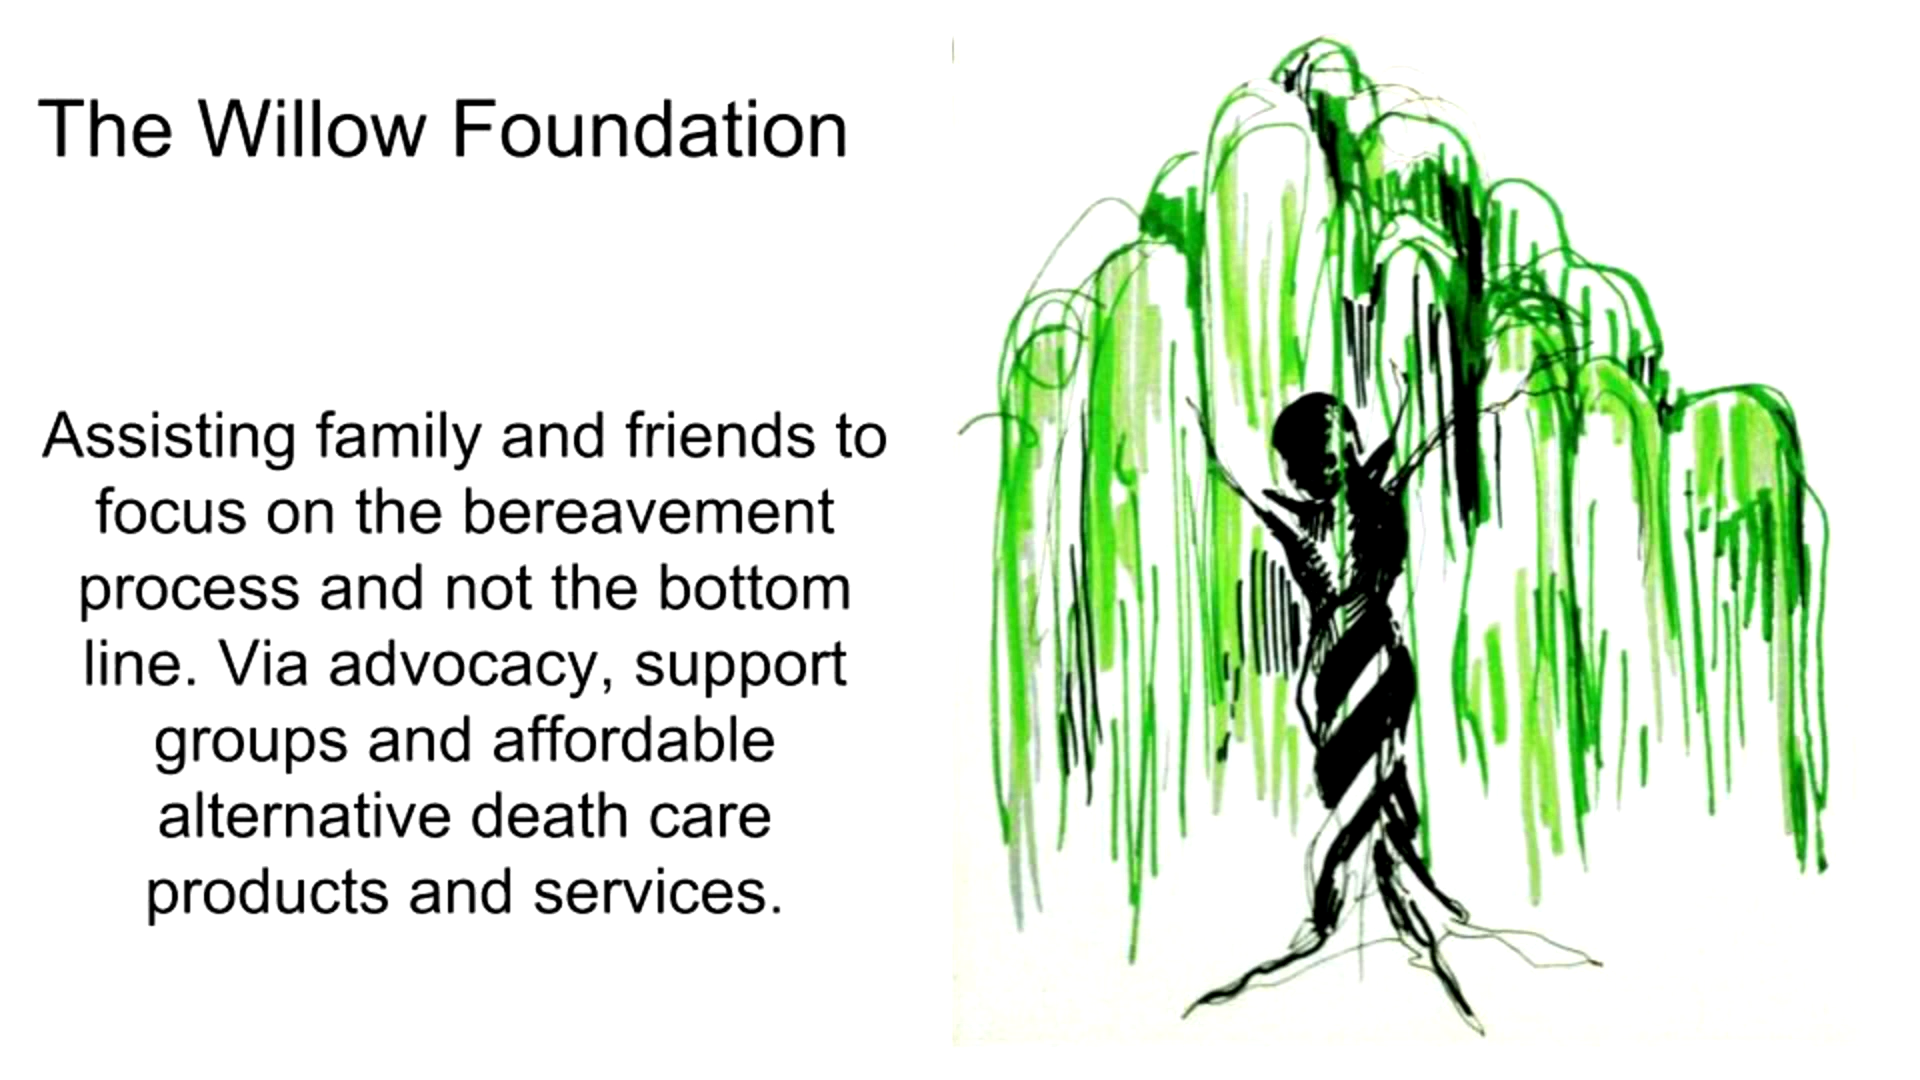 The Willow Foundation
Assisting family and friends to
focus on the bereavement
process and not the bottom
line. Via advocacy, support
groups and affordable
alternative death care
products and services.